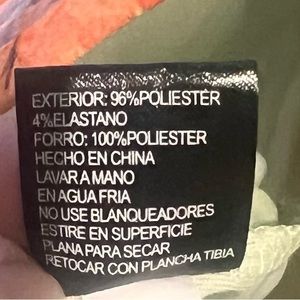 EXTERIOR: 96%POLIESTER
4%ELASTANO
FORRO: 100%POLIESTER
HECHO EN CHINA
LAVAR A MANO
EN AGUA FRIA
NO USE BLANQUEADORES
ESTIRE EN SUPERFICIE
PLANA PARA SECAR
RETOCAR CON PLANCHA TIBIA